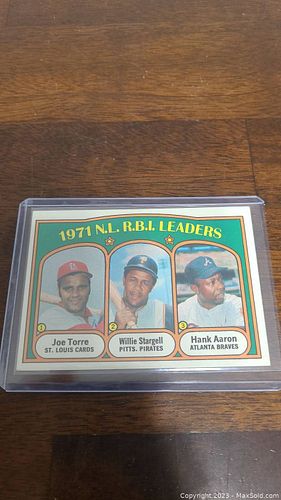 1971 N.L. R.B.I. LEADERS
1
Joe Torre
ST. LOUIS CARDS
2
Willie Stargell
PITTS. PIRATES
3
Hank Aaron
ATLANTA BRAVES
Copyright © 2023 - MaxSold.com